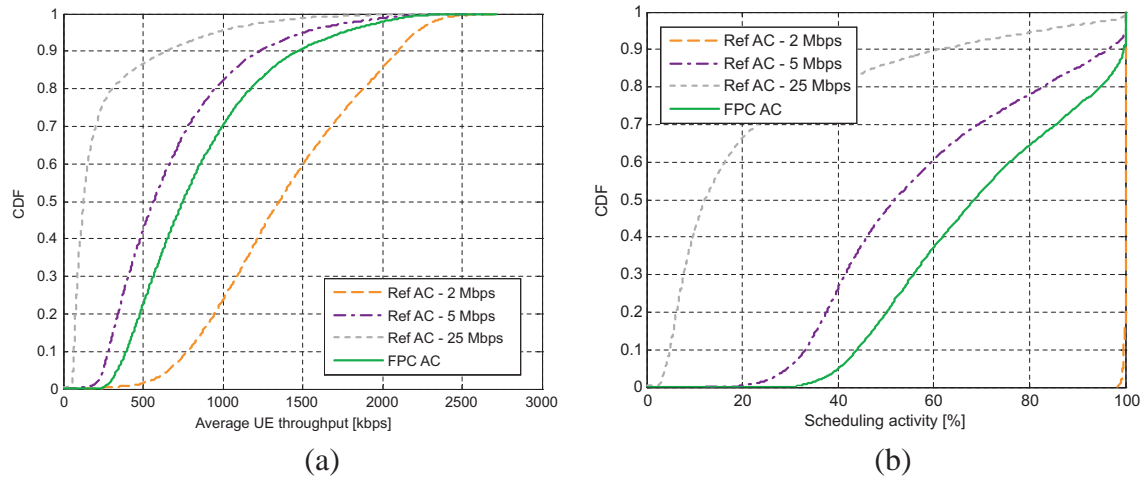 1
0.9
0.8
0.7
0.6
0.5
0.4
0.3
0.2
0.1
0
CDF
0 500 1000 1500 2000 2500 3000
Average UE throughput [kbps]
Ref AC - 2 Mbps
Ref AC - 5 Mbps
Ref AC - 25 Mbps
FPC AC
(a)
1
0.9
0.8
0.7
0.6
0.5
0.4
0.3
0.2
0.1
0
CDF
0 20 40 60 80 100
Scheduling activity [%]
Ref AC - 2 Mbps
Ref AC - 5 Mbps
Ref AC - 25 Mbps
FPC AC
(b)